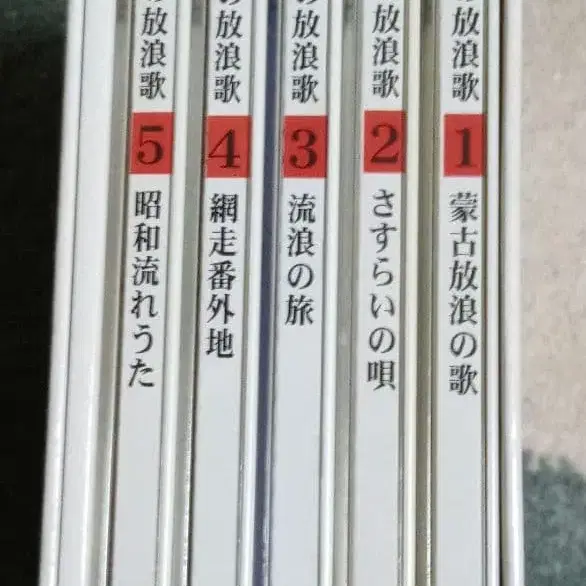 の放浪歌 1 蒙古放浪の歌
放浪歌 2 さすらいの唄
の放浪歌 3 流浪の旅
の放浪歌 4 網走番外地
の放浪歌 5 昭和流れうた